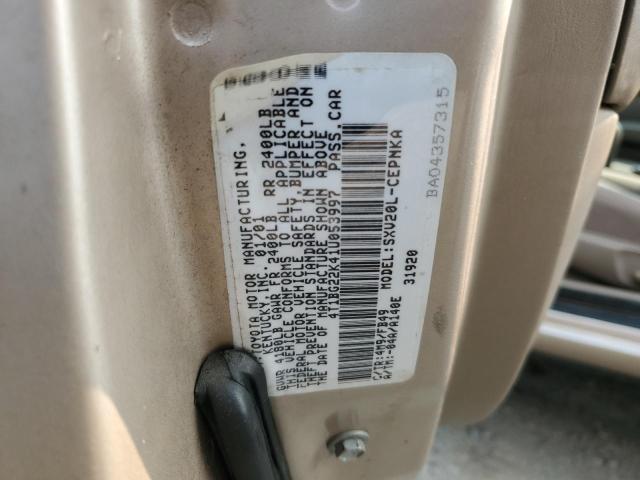 TOYOTA MOTOR MANUFACTURING,
KENTUCKY, INC. 01/01
GVWR 4180LB GAWR FR 2400LB RR 2400LB
THIS VEHICLE CONFORMS TO ALL APPLICABLE
FEDERAL MOTOR VEHICLE SAFETY, BUMPER AND
THEFT PREVENTION STANDARDS IN EFFECT ON
THE DATE OF MANUFACTURE SHOWN ABOVE
4T1BG22K41U053997 PASS.CAR
C/TR:4M9/FB49 MODEL:SXV20L-CEPNKA
A/TM:-04A/A140E 31920
BA04357315